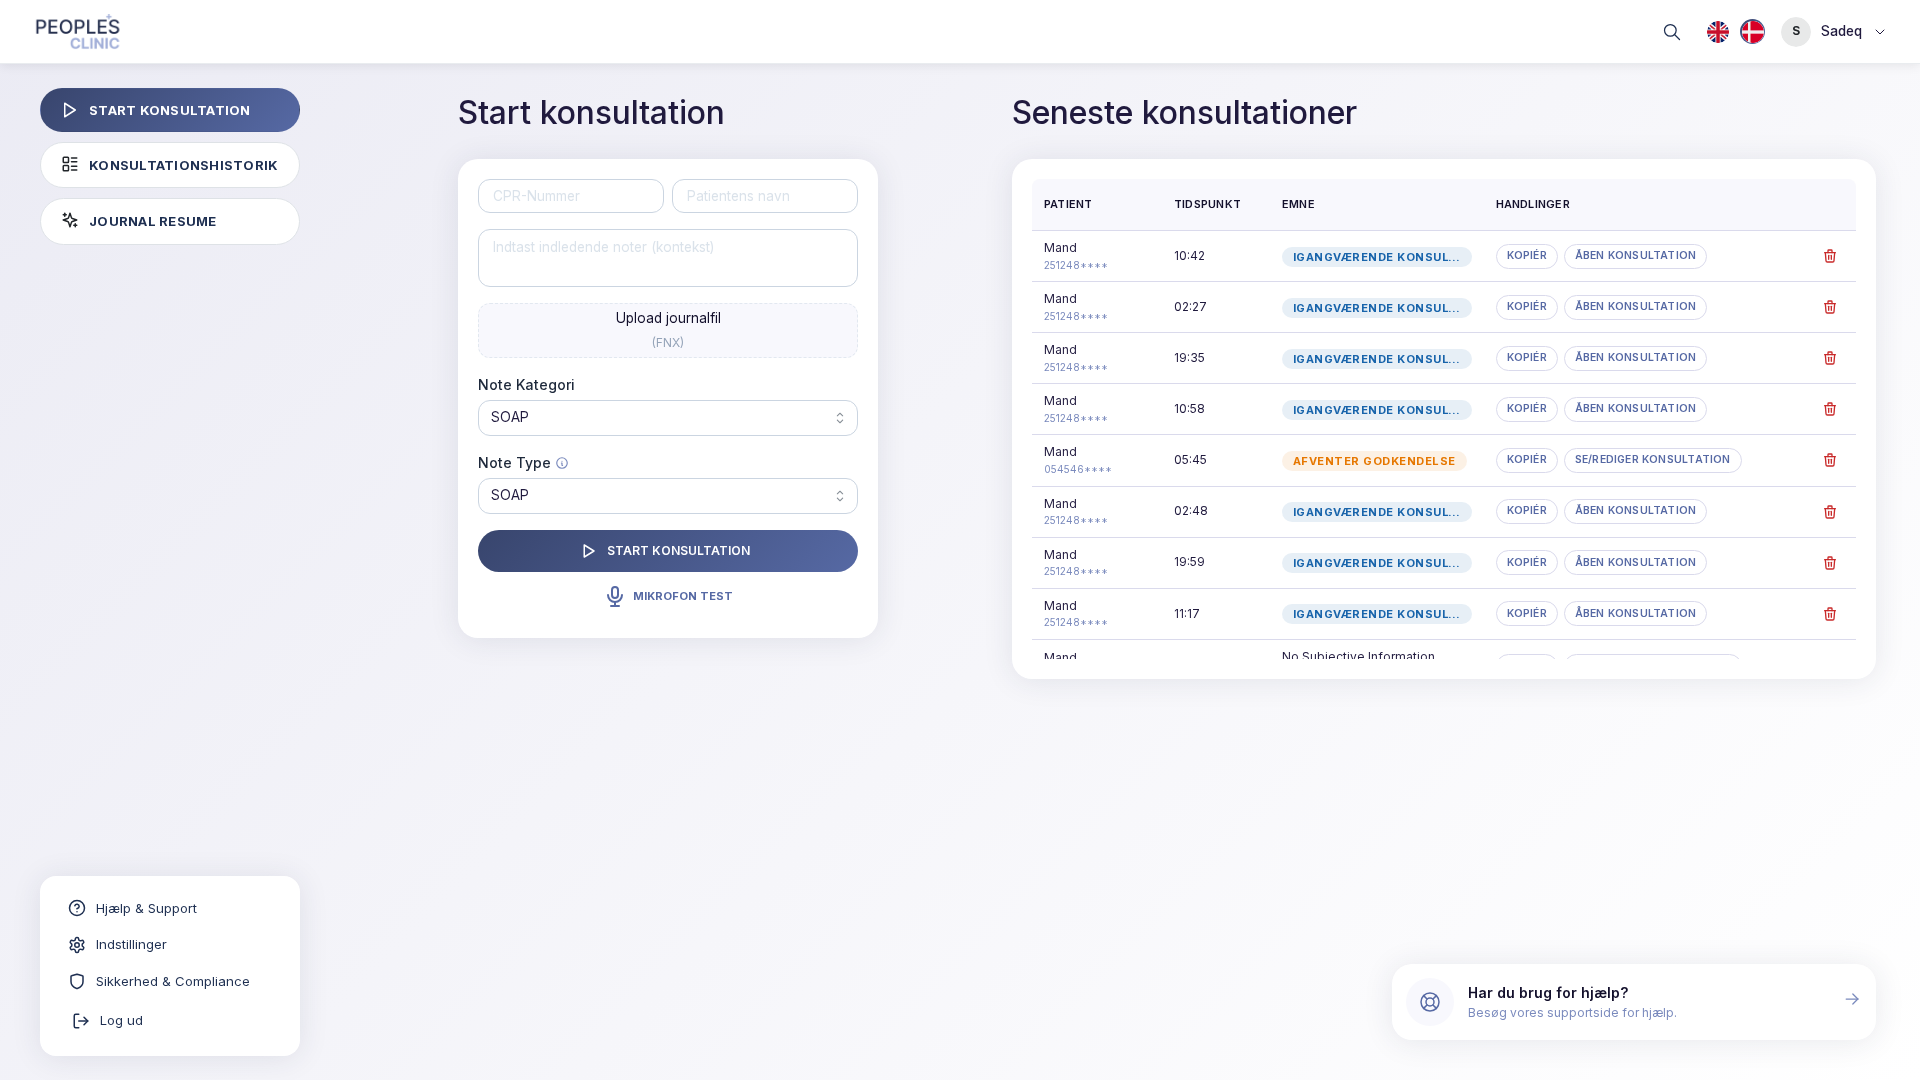 PEOPLES
CLINIC
S
Sadeq
START KONSULTATION
KONSULTATIONSHISTORIK
JOURNAL RESUME
Start konsultation
CPR-Nummer
Patientens navn
Indtast indledende noter (kontekst)
Upload journalfil
(FNX)
Note Kategori
SOAP
Note Type
SOAP
START KONSULTATION
MIKROFON TEST
Seneste konsultationer
PATIENT TIDSPUNKT EMNE HANDLINGER
Mand
251248****
10:42
IGANGVÆRENDE KONSUL...
KOPIÉR
ÅBEN KONSULTATION
Mand
251248****
02:27
IGANGVÆRENDE KONSUL...
KOPIÉR
ÅBEN KONSULTATION
Mand
251248****
19:35
IGANGVÆRENDE KONSUL...
KOPIÉR
ÅBEN KONSULTATION
Mand
251248****
10:58
IGANGVÆRENDE KONSUL...
KOPIÉR
ÅBEN KONSULTATION
Mand
054546****
05:45
AFVENTER GODKENDELSE
KOPIÉR
SE/REDIGER KONSULTATION
Mand
251248****
02:48
IGANGVÆRENDE KONSUL...
KOPIÉR
ÅBEN KONSULTATION
Mand
251248****
19:59
IGANGVÆRENDE KONSUL...
KOPIÉR
ÅBEN KONSULTATION
Mand
251248****
11:17
IGANGVÆRENDE KONSUL...
KOPIÉR
ÅBEN KONSULTATION
Mand
No Subjective Information
Hjælp & Support
Indstillinger
Sikkerhed & Compliance
Log ud
Har du brug for hjælp?
Besøg vores supportside for hjælp.